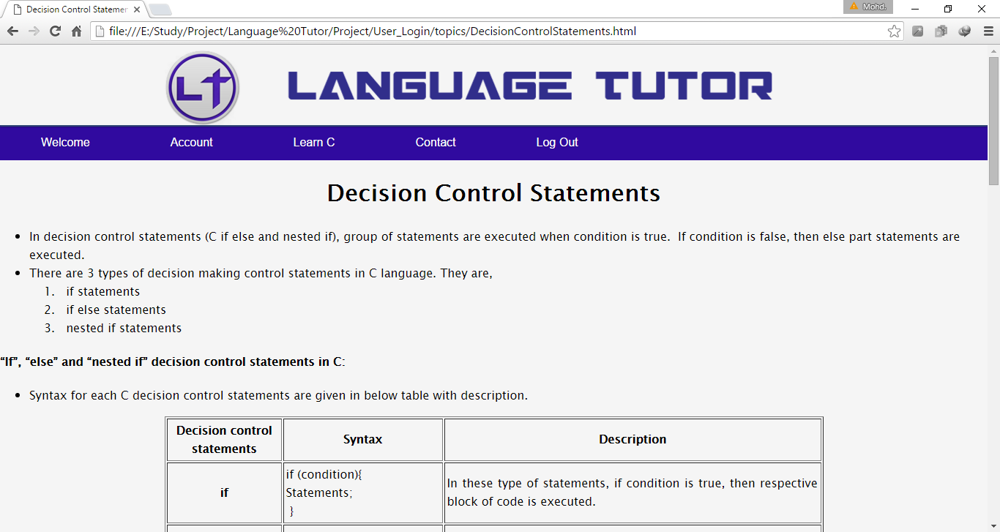 Decision Control Statemen
Mohd.
file:///E:/Study/Project/Language%20Tutor/Project/User_Login/topics/DecisionControlStatements.html
LT LANGUAGE TUTOR
Welcome Account Learn C Contact Log Out
Decision Control Statements
• In decision control statements (C if else and nested if), group of statements are executed when condition is true.  If condition is false, then else part statements are
executed.
• There are 3 types of decision making control statements in C language. They are,
1. if statements
2. if else statements
3. nested if statements
“If”, “else” and “nested if” decision control statements in C:
• Syntax for each C decision control statements are given in below table with description.
Decision control
statements
Syntax
Description
if
if (condition){
Statements;
}
In these type of statements, if condition is true, then respective
block of code is executed.